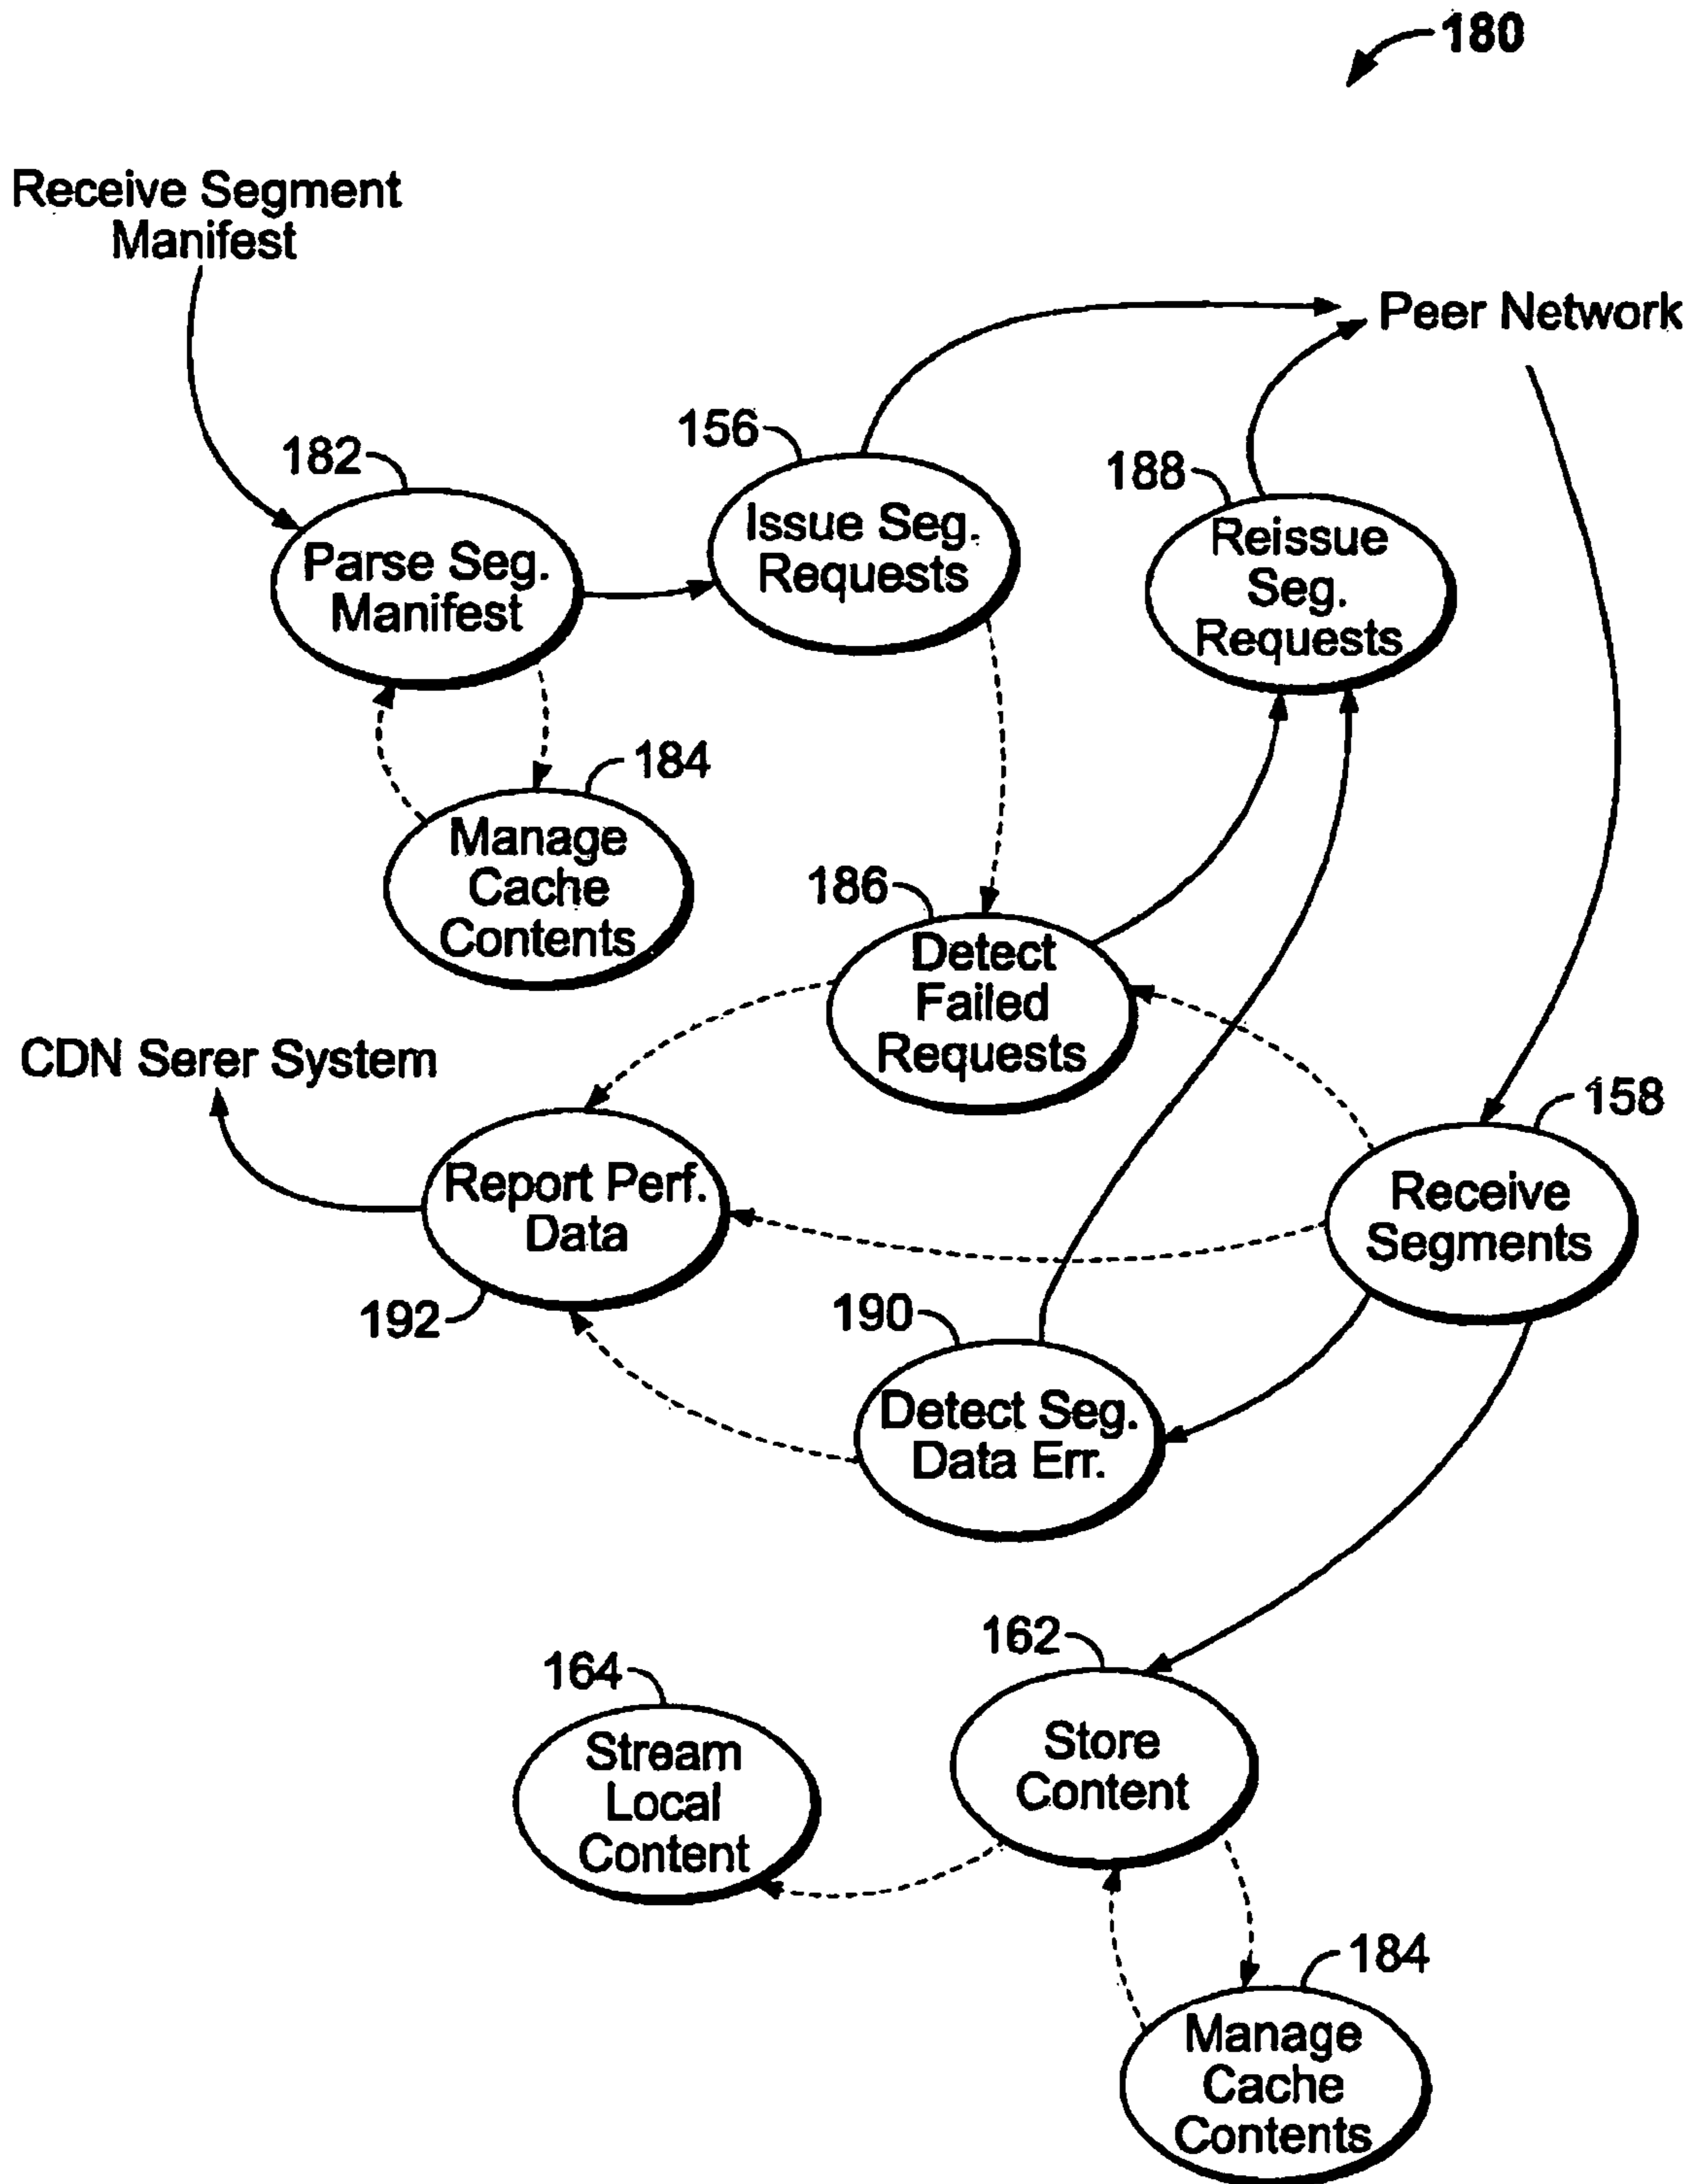 180
Receive Segment
Manifest
Peer Network
182
156
188
Parse Seg.
Manifest
Issue Seg.
Requests
Reissue
Seg.
Requests
184
Manage
Cache
Contents
186
Detect
Failed
Requests
CDN Serer System
158
Report Perf.
Data
Receive
Segments
192
190
Detect Seg.
Data Err.
162
164
Stream
Local
Content
Store
Content
184
Manage
Cache
Contents